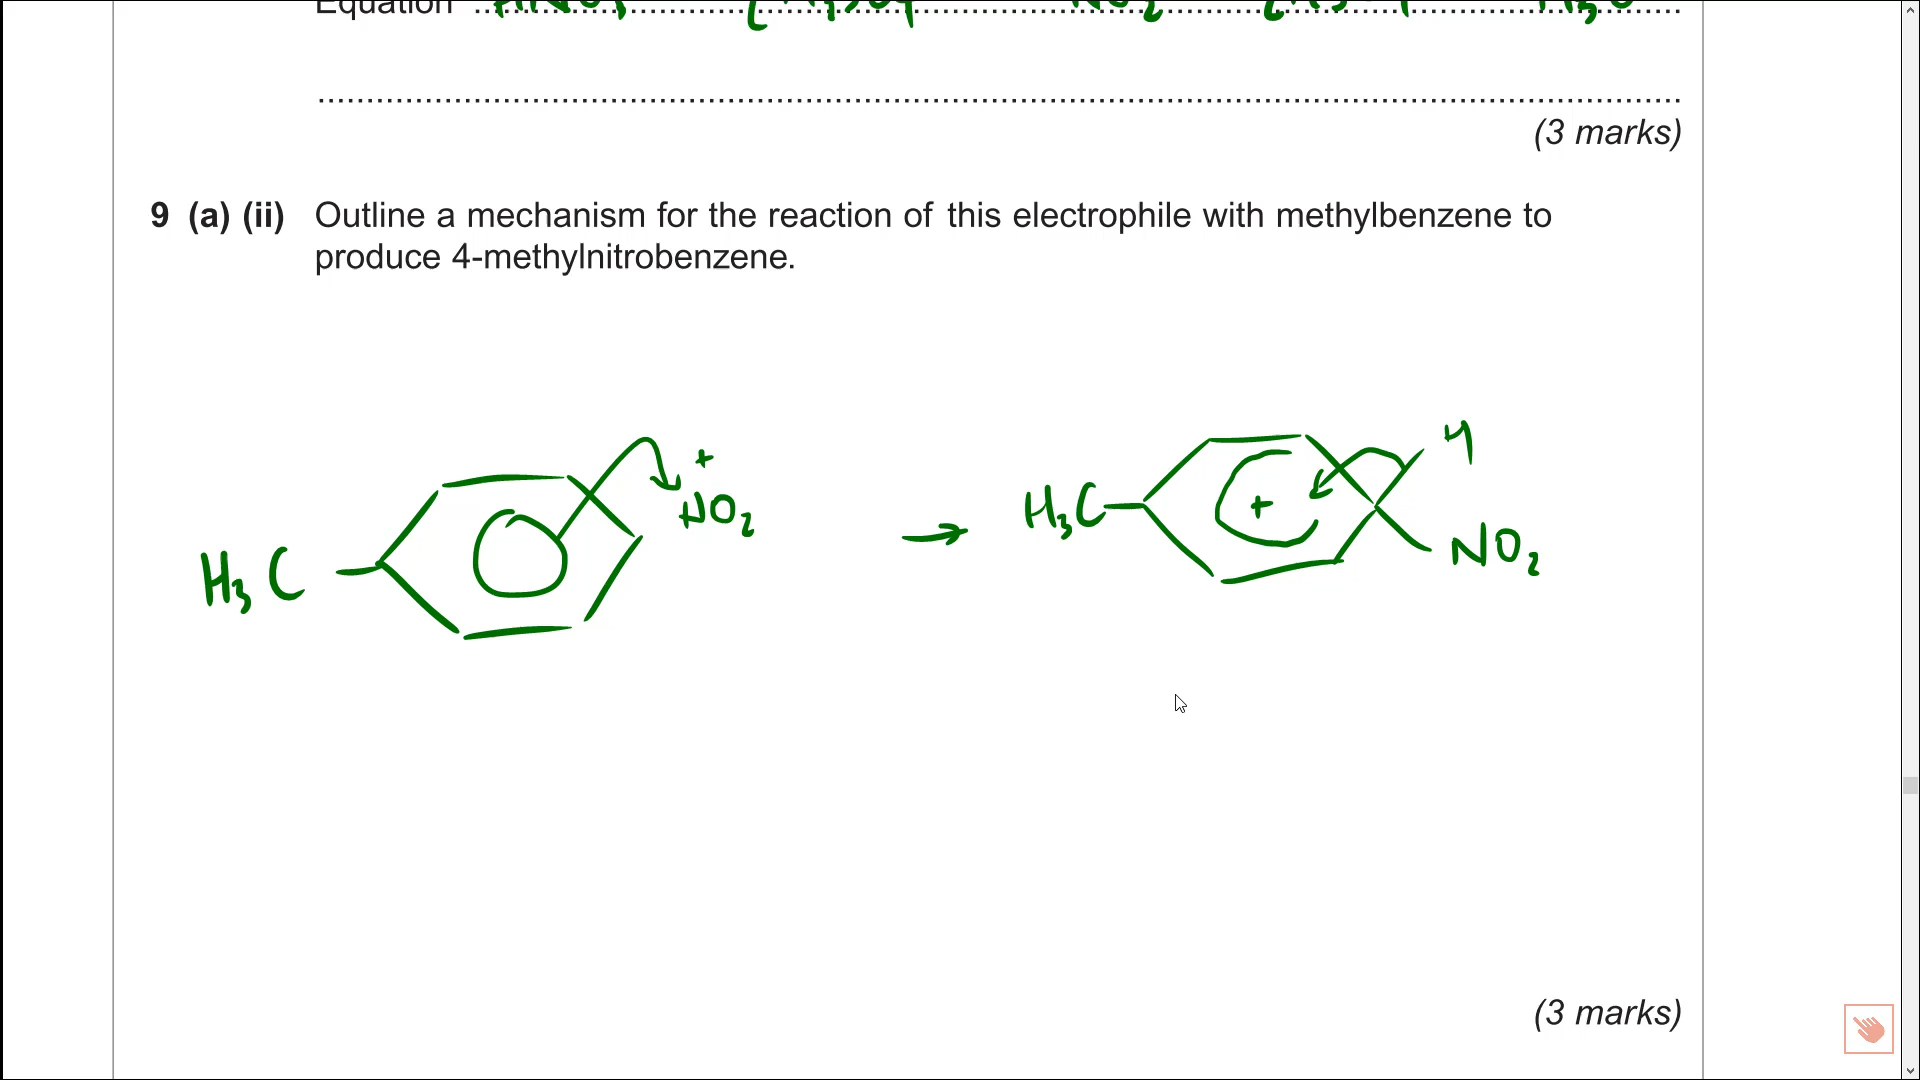 Equation
(3 marks)
9 (a) (ii) Outline a mechanism for the reaction of this electrophile with methylbenzene to
produce 4-methylnitrobenzene.
H₃C
+
NO₂
→
H₃C
+
H
NO₂
(3 marks)